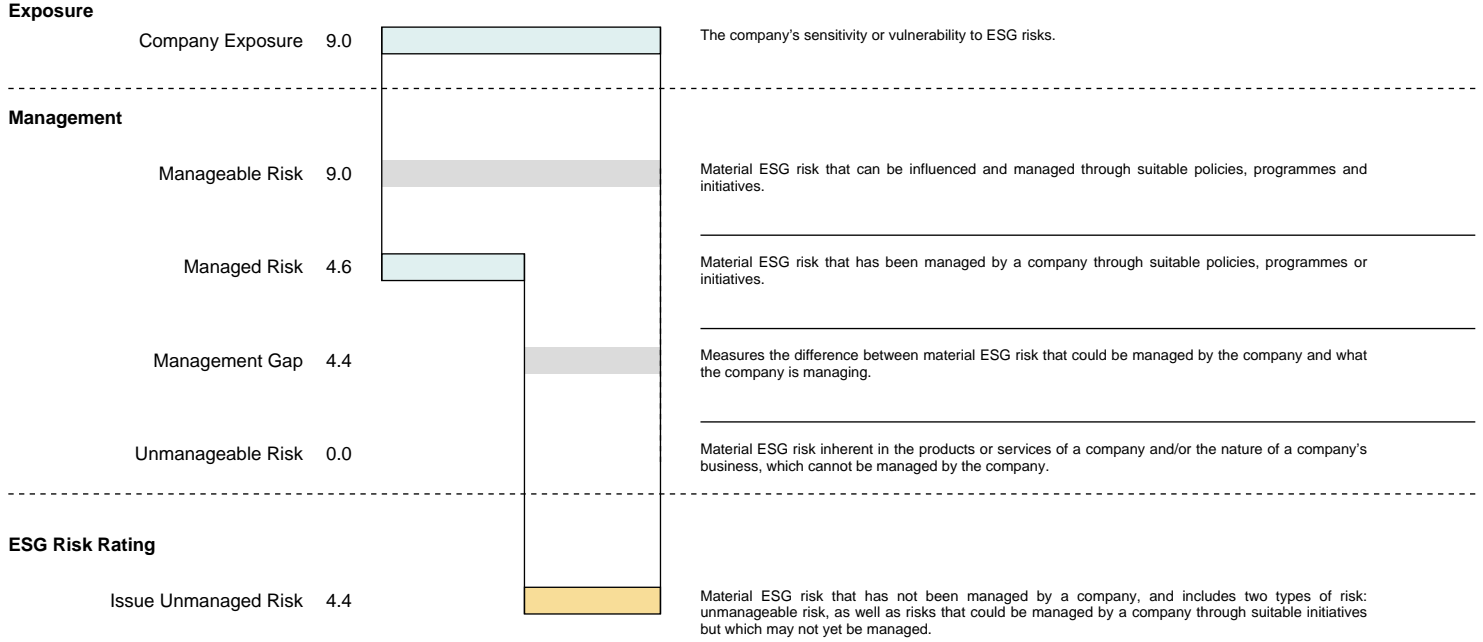 Exposure
Company Exposure 9.0
The company's sensitivity or vulnerability to ESG risks.
Management
Manageable Risk 9.0
Material ESG risk that can be influenced and managed through suitable policies, programmes and
initiatives.
Managed Risk 4.6
Material ESG risk that has been managed by a company through suitable policies, programmes or
initiatives.
Management Gap 4.4
Measures the difference between material ESG risk that could be managed by the company and what
the company is managing.
Unmanageable Risk 0.0
Material ESG risk inherent in the products or services of a company and/or the nature of a company's
business, which cannot be managed by the company.
ESG Risk Rating
Issue Unmanaged Risk 4.4
Material ESG risk that has not been managed by a company, and includes two types of risk:
unmanageable risk, as well as risks that could be managed by a company through suitable initiatives
but which may not yet be managed.